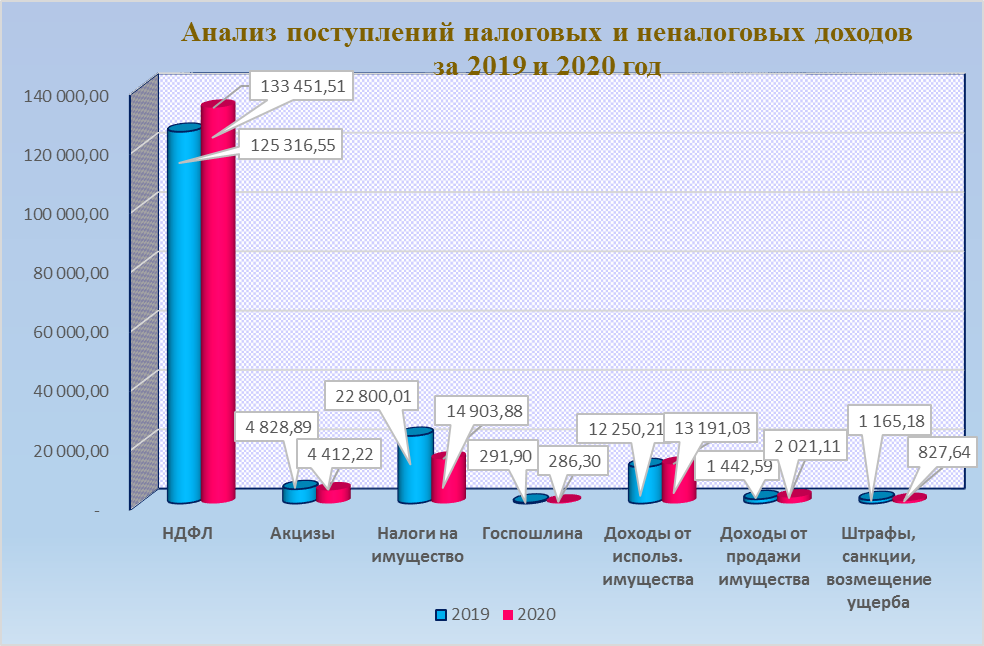 Анализ поступлений налоговых и неналоговых доходов
за 2019 и 2020 год
140 000,00
120 000,00
100 000,00
80 000,00
60 000,00
40 000,00
20 000,00
-
133 451,51
125 316,55
22 800,01
14 903,88
4 828,89
4 412,22
291,90
286,30
12 250,21
13 191,03
1 442,59
2 021,11
1 165,18
827,64
НДФЛ
Акцизы
Налоги на
имущество
Госпошлина
Доходы от
использ.
имущества
Доходы от
продажи
имущества
Штрафы,
санкции,
возмещение
ущерба
2019
2020